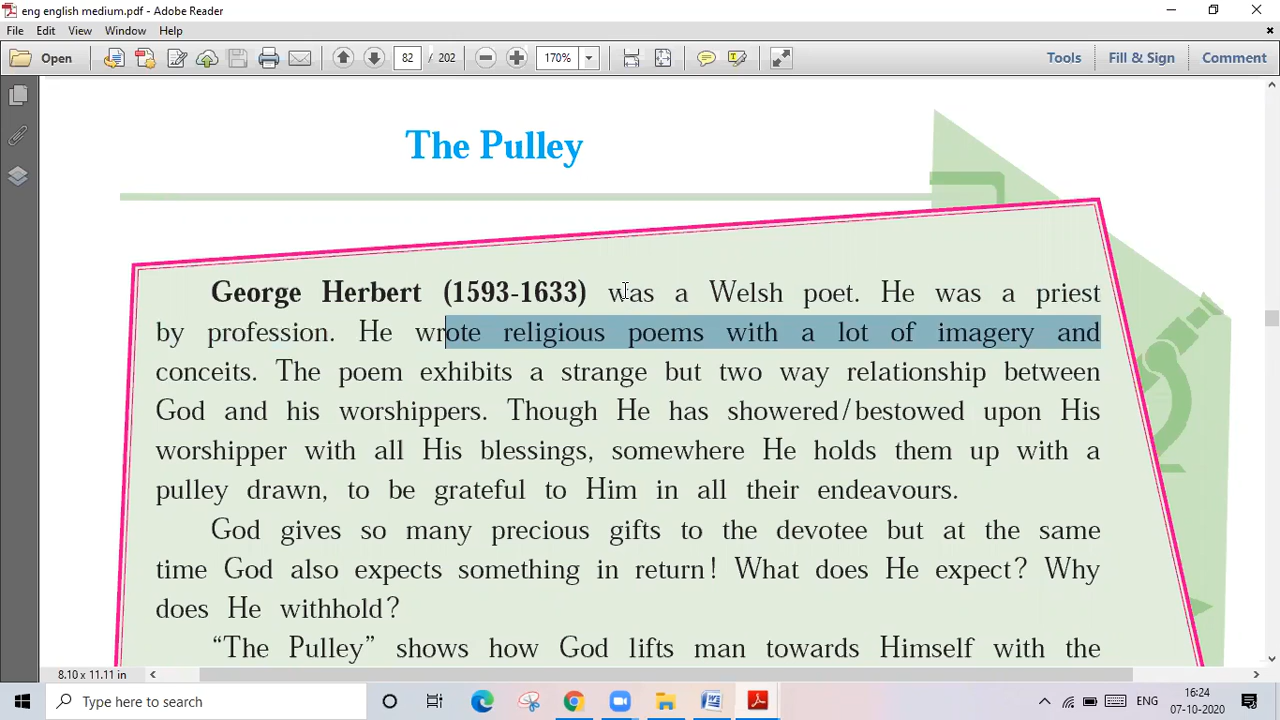 eng english medium.pdf - Adobe Reader
File Edit View Window Help
Open 82 / 202 170% Tools Fill & Sign Comment
The Pulley
George Herbert (1593-1633) was a Welsh poet. He was a priest
by profession. He wrote religious poems with a lot of imagery and
conceits. The poem exhibits a strange but two way relationship between
God and his worshippers. Though He has showered/bestowed upon His
worshipper with all His blessings, somewhere He holds them up with a
pulley drawn, to be grateful to Him in all their endeavours.
God gives so many precious gifts to the devotee but at the same
time God also expects something in return! What does He expect? Why
does He withhold?
“The Pulley” shows how God lifts man towards Himself with the
8.10 x 11.11 in
Type here to search
ENG
16:24
07-10-2020